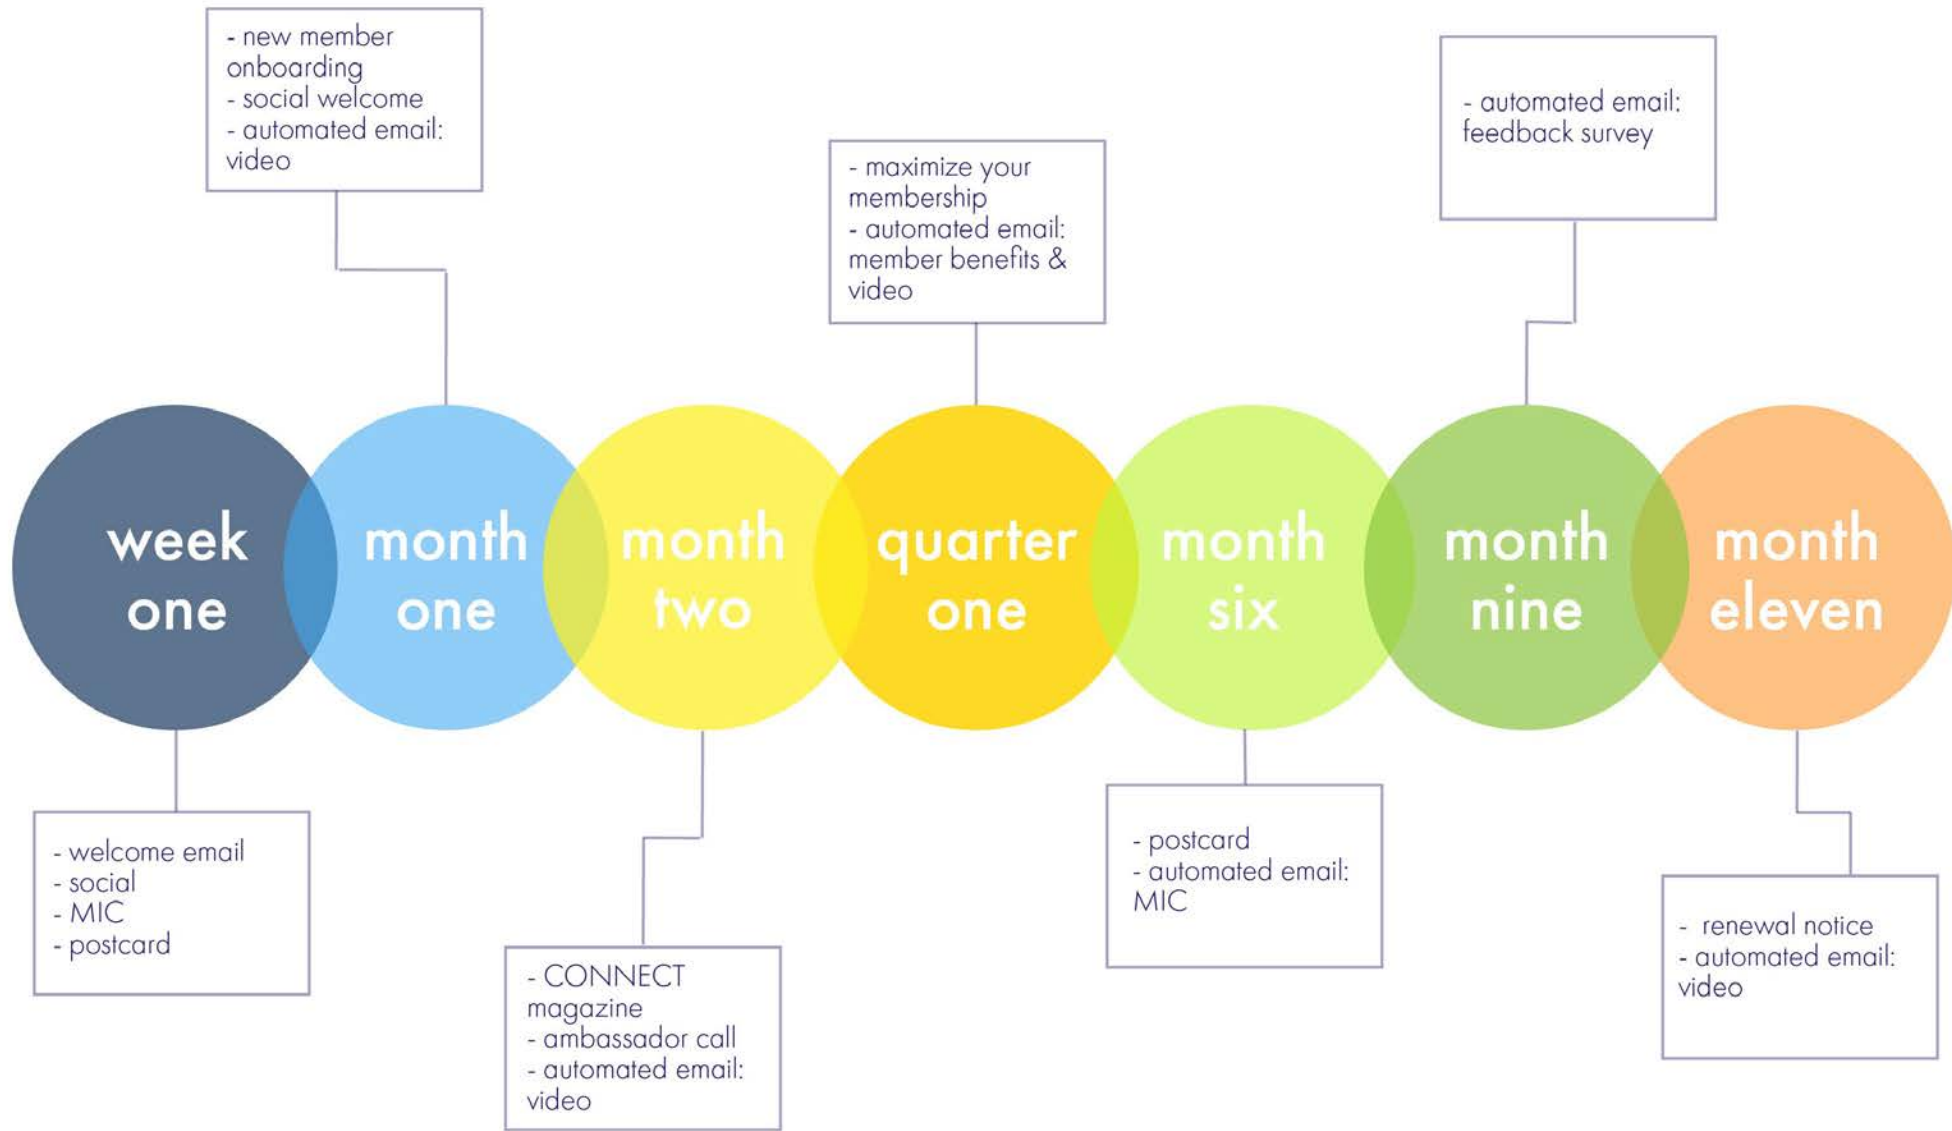 - new member
onboarding
- social welcome
- automated email:
video
- maximize your
membership
- automated email:
member benefits &
video
- automated email:
feedback survey
week
one
month
one
month
two
quarter
one
month
six
month
nine
month
eleven
- welcome email
- social
- MIC
- postcard
- CONNECT
magazine
- ambassador call
- automated email:
video
- postcard
- automated email:
MIC
- renewal notice
- automated email:
video